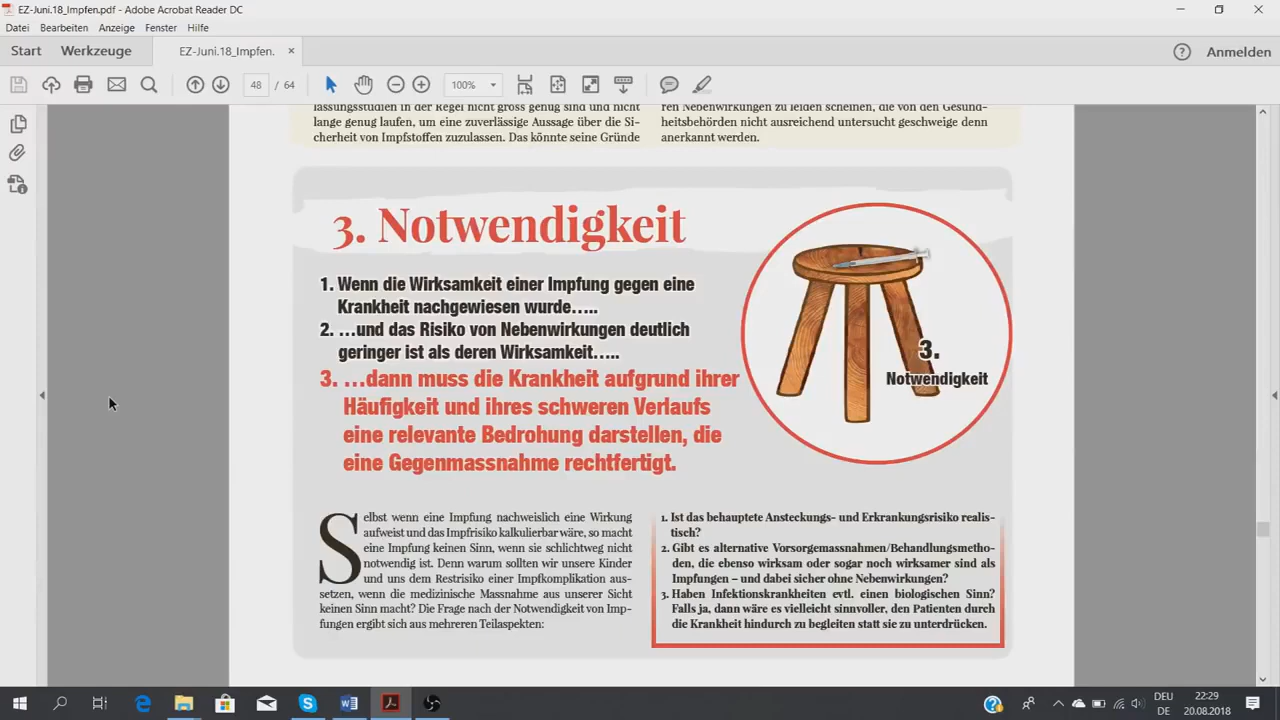 EZ-Juni.18_Impfen.pdf - Adobe Acrobat Reader DC
Datei Bearbeiten Anzeige Fenster Hilfe
Start Werkzeuge EZ-Juni.18_Impfen. × ? Anmelden
48 / 64 100%
lassungsstudien in der Regel nicht gross genug sind und nicht
lange genug laufen, um eine zuverlässige Aussage über die Si-
cherheit von Impfstoffen zuzulassen. Das könnte seine Gründe
ren Nebenwirkungen zu leiden scheinen, die von den Gesund-
heitsbehörden nicht ausreichend untersucht geschweige denn
anerkannt werden.
3. Notwendigkeit
1. Wenn die Wirksamkeit einer Impfung gegen eine
Krankheit nachgewiesen wurde…..
2. …und das Risiko von Nebenwirkungen deutlich
geringer ist als deren Wirksamkeit…..
3. …dann muss die Krankheit aufgrund ihrer
Häufigkeit und ihres schweren Verlaufs
eine relevante Bedrohung darstellen, die
eine Gegenmassnahme rechtfertigt.
3.
Notwendigkeit
Selbst wenn eine Impfung nachweislich eine Wirkung
aufweist und das Impfrisiko kalkulierbar wäre, so macht
eine Impfung keinen Sinn, wenn sie schlichtweg nicht
notwendig ist. Denn warum sollten wir unsere Kinder
und uns dem Restrisiko einer Impfkomplikation aus-
setzen, wenn die medizinische Massnahme aus unserer Sicht
keinen Sinn macht? Die Frage nach der Notwendigkeit von Imp-
fungen ergibt sich aus mehreren Teilaspekten:
1. Ist das behauptete Ansteckungs- und Erkrankungsrisiko realis-
tisch?
2. Gibt es alternative Vorsorgemassnahmen/Behandlungsmetho-
den, die ebenso wirksam oder sogar noch wirksamer sind als
Impfungen – und dabei sicher ohne Nebenwirkungen?
3. Haben Infektionskrankheiten evtl. einen biologischen Sinn?
Falls ja, dann wäre es vielleicht sinnvoller, den Patienten durch
die Krankheit hindurch zu begleiten statt sie zu unterdrücken.
DEU 22:29
DE 20.08.2018